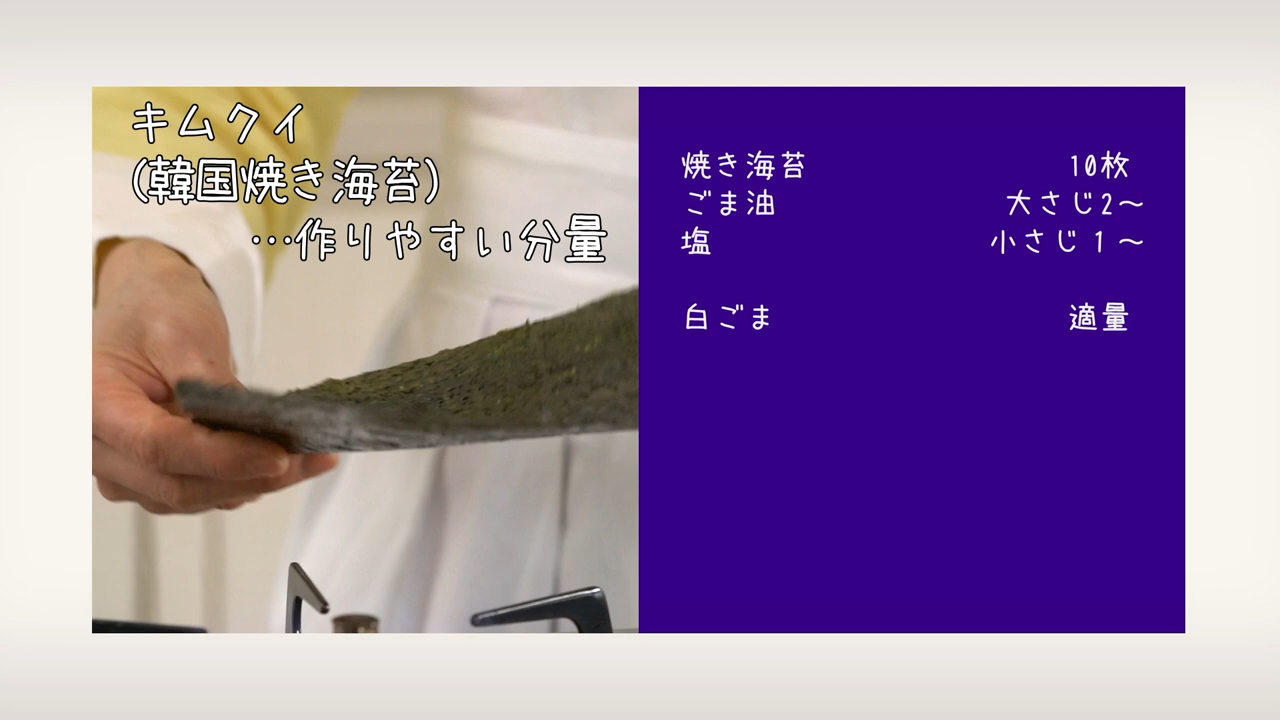 キムクイ
(韓国焼き海苔)
…作りやすい分量
焼き海苔 10枚
ごま油 大さじ2〜
塩 小さじ1〜
白ごま 適量